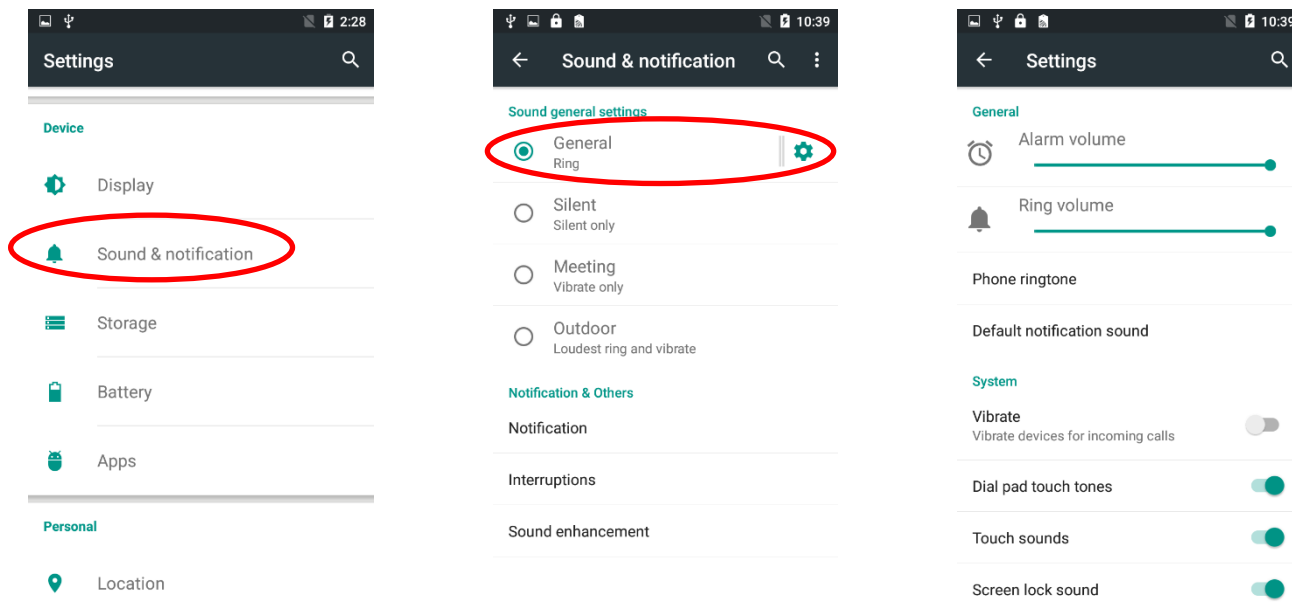 2:28
Settings
Device
Display
Sound & notification
Storage
Battery
Apps
Personal
Location
10:39
Sound & notification
Sound general settings
General
Ring
Silent
Silent only
Meeting
Vibrate only
Outdoor
Loudest ring and vibrate
Notification & Others
Notification
Interruptions
Sound enhancement
10:39
Settings
General
Alarm volume
Ring volume
Phone ringtone
Default notification sound
System
Vibrate
Vibrate devices for incoming calls
Dial pad touch tones
Touch sounds
Screen lock sound